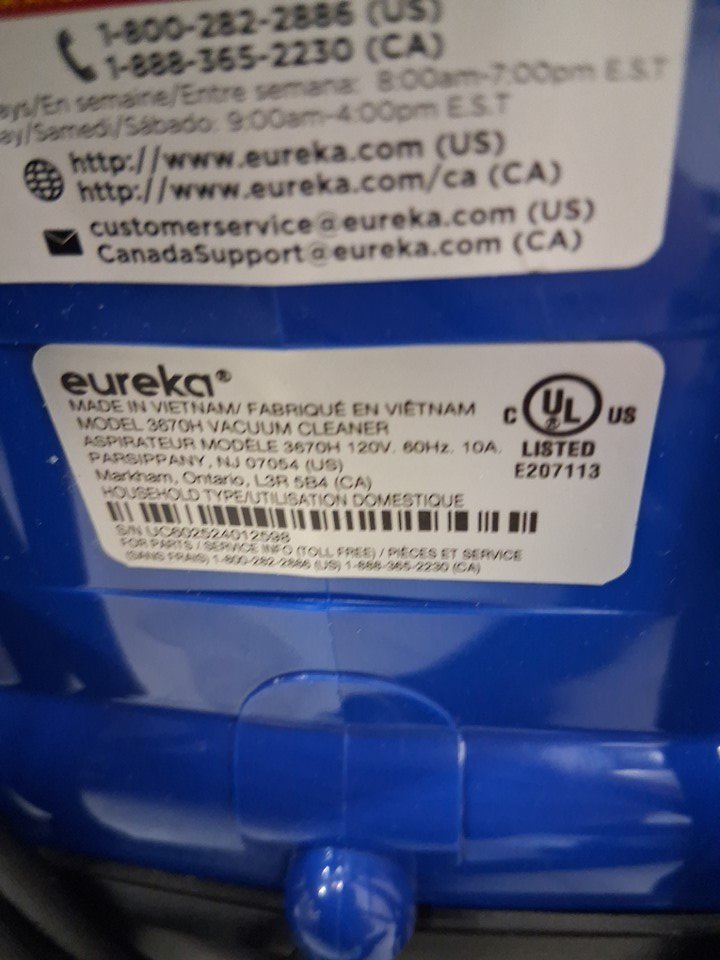 1-800-282-2886 (US)
1-888-365-2230 (CA)
ays/En semaine/Entre semana: 8:00am-7:00pm E.S.T
ay/Samedi/Sábado: 9:00am-4:00pm E.S.T
http://www.eureka.com (US)
http://www.eureka.com/ca (CA)
customerservice@eureka.com (US)
CanadaSupport@eureka.com (CA)
eureka®
MADE IN VIETNAM/ FABRIQUÉ EN VIÊTNAM
MODEL 3670H VACUUM CLEANER
ASPIRATEUR MODÈLE 3670H 120V. 60Hz. 10A.
PARSIPPANY, NJ 07054 (US)
Markham, Ontario, L3R 5B4 (CA)
HOUSEHOLD TYPE/UTILISATION DOMESTIQUE
S/N UC602524012598
FOR PARTS / SERVICE INFO (TOLL FREE) / PIÈCES ET SERVICE
(SANS FRAIS) 1-800-282-2886 (US) 1-888-365-2230 (CA)
C UL US
®
LISTED
E207113